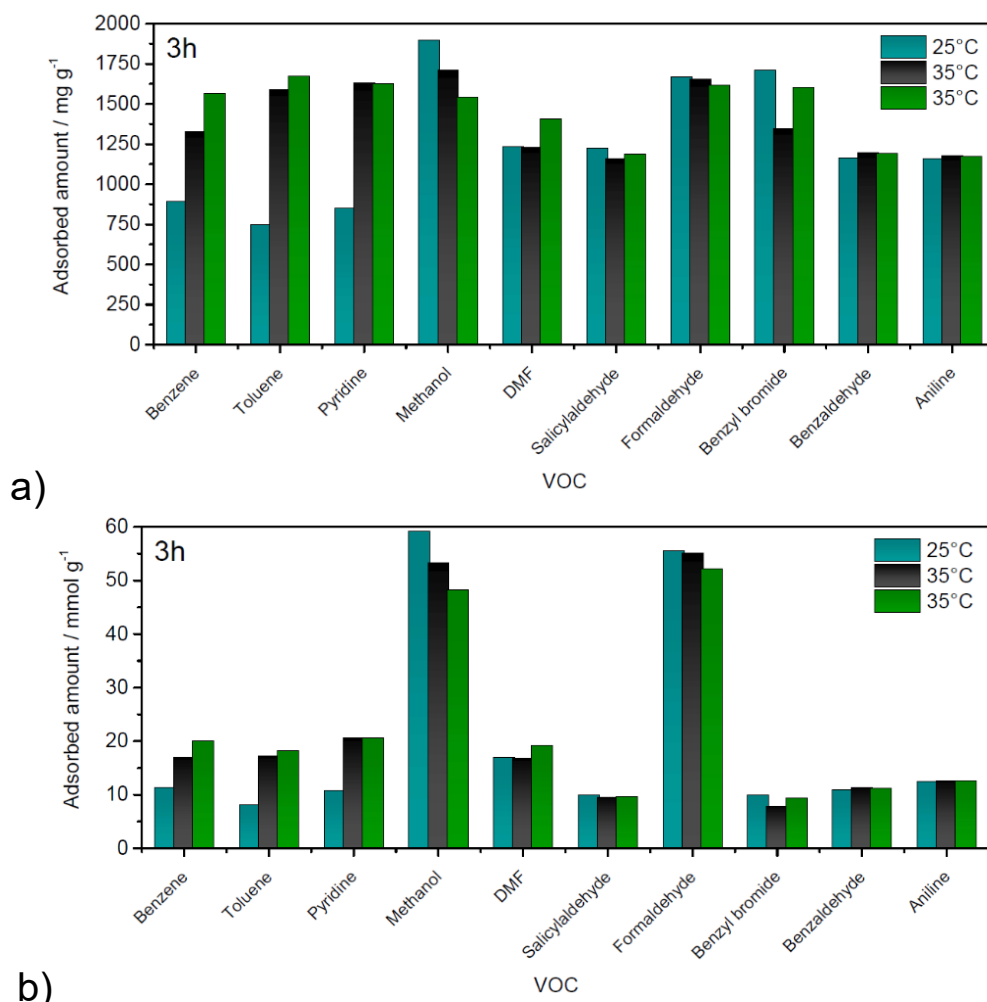 3h
25°C
35°C
35°C
2000
1750
1500
1250
1000
750
500
250
0
Adsorbed amount / mg g⁻¹
Benzene
Toluene
Pyridine
Methanol
DMF
Salicylaldehyde
Formaldehyde
Benzyl bromide
Benzaldehyde
Aniline
VOC
a)
3h
25°C
35°C
35°C
60
50
40
30
20
10
0
Adsorbed amount / mmol g⁻¹
Benzene
Toluene
Pyridine
Methanol
DMF
Salicylaldehyde
Formaldehyde
Benzyl bromide
Benzaldehyde
Aniline
VOC
b)